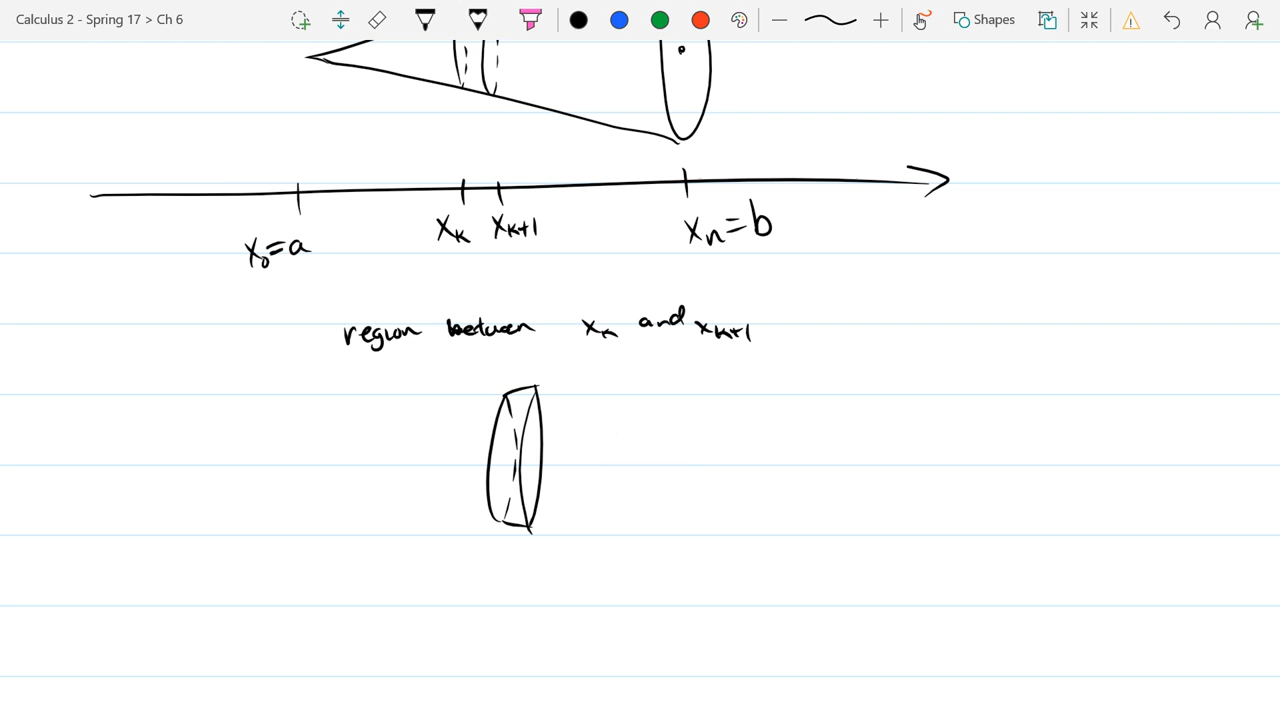 Calculus 2 - Spring 17 > Ch 6
Shapes
x₀=a
xₖ xₖ₊₁
xₙ=b
region between xₖ and xₖ₊₁